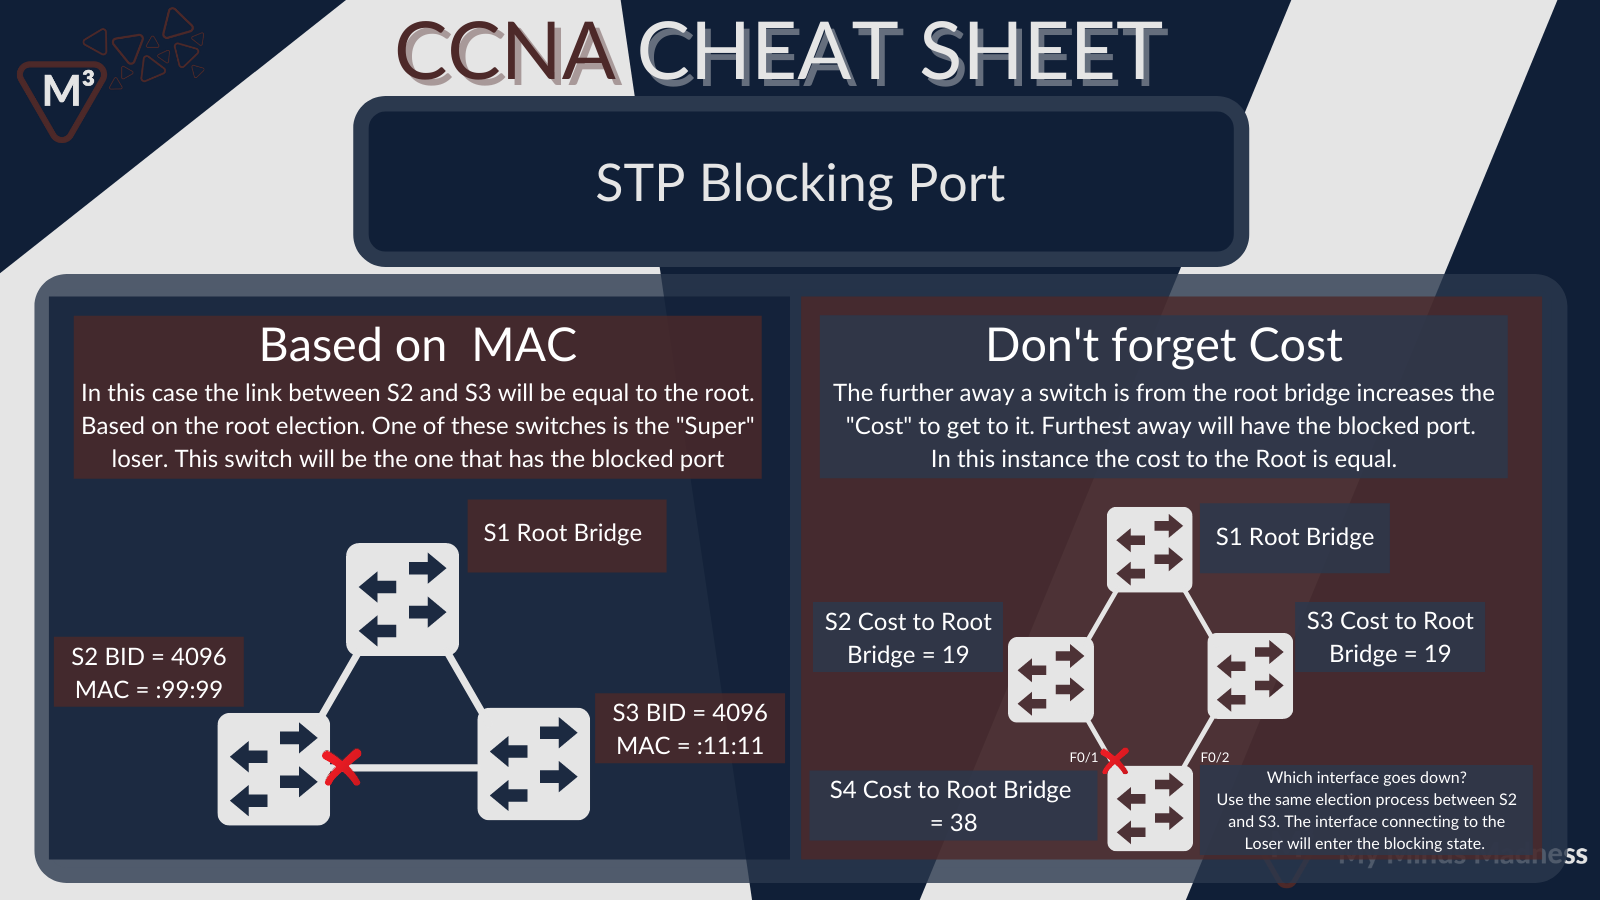 M³
CCNA CHEAT SHEET
STP Blocking Port
Based on MAC
In this case the link between S2 and S3 will be equal to the root.
Based on the root election. One of these switches is the "Super"
loser. This switch will be the one that has the blocked port
S1 Root Bridge
S2 BID = 4096
MAC = :99:99
S3 BID = 4096
MAC = :11:11
Don't forget Cost
The further away a switch is from the root bridge increases the
"Cost" to get to it. Furthest away will have the blocked port.
In this instance the cost to the Root is equal.
S1 Root Bridge
S2 Cost to Root
Bridge = 19
S3 Cost to Root
Bridge = 19
F0/1
F0/2
S4 Cost to Root Bridge
= 38
Which interface goes down?
Use the same election process between S2
and S3. The interface connecting to the
Loser will enter the blocking state.
My Minds Madness